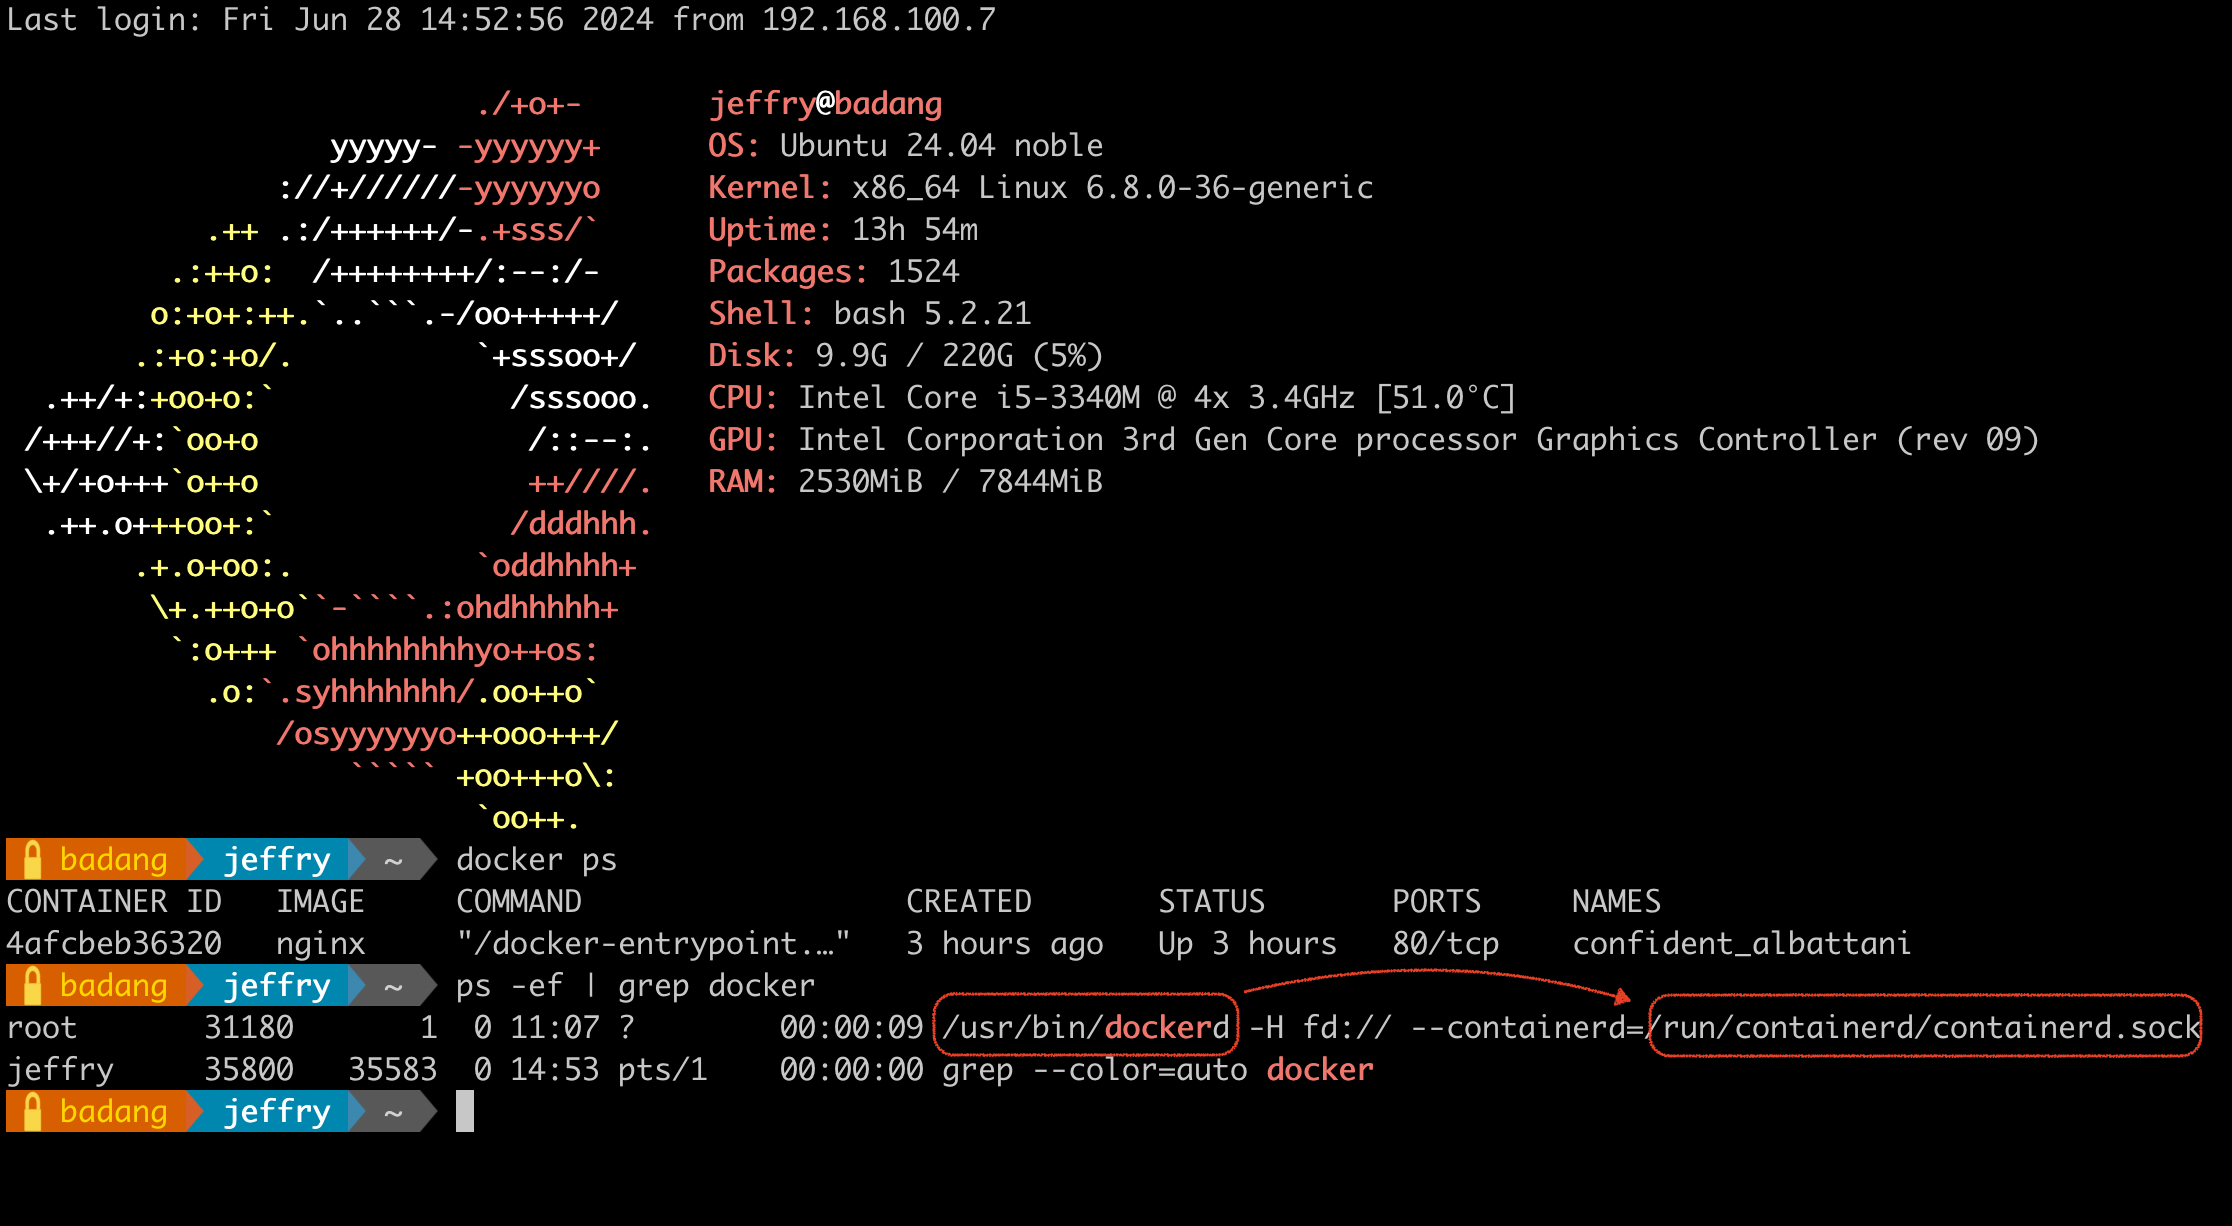 Last login: Fri Jun 28 14:52:56 2024 from 192.168.100.7
./+o+-       jeffry@badang
yyyyy- -yyyyyy+      OS: Ubuntu 24.04 noble
://+//////-yyyyyyo      Kernel: x86_64 Linux 6.8.0-36-generic
.++ .:/++++++/-.+sss/`      Uptime: 13h 54m
.:++o:  /++++++++/:--:/-      Packages: 1524
o:+o+:++.`..```.-/oo+++++/     Shell: bash 5.2.21
.:+o:+o/.          `+sssoo+/    Disk: 9.9G / 220G (5%)
.++/+:+oo+o:`             /sssooo.   CPU: Intel Core i5-3340M @ 4x 3.4GHz [51.0°C]
/+++//+:`oo+o               /::--:.   GPU: Intel Corporation 3rd Gen Core processor Graphics Controller (rev 09)
\+/+o+++`o++o               ++////.   RAM: 2530MiB / 7844MiB
.++.o+++oo+:`             /dddhhh.
.+.o+oo:.          `oddhhhh+
\+.++o+o``-````.:ohdhhhhh+
`:o+++ `ohhhhhhhhyo++os:
.o:`.syhhhhhhh/.oo++o`
/osyyyyyyo++ooo+++/
````` +oo+++o\:
`oo++.
badang jeffry ~ docker ps
CONTAINER ID   IMAGE     COMMAND                  CREATED       STATUS       PORTS     NAMES
4afcbeb36320   nginx     "/docker-entrypoint.…"   3 hours ago   Up 3 hours   80/tcp    confident_albattani
badang jeffry ~ ps -ef | grep docker
root       31180       1  0 11:07 ?        00:00:09 /usr/bin/dockerd -H fd:// --containerd=/run/containerd/containerd.sock
jeffry     35800   35583  0 14:53 pts/1    00:00:00 grep --color=auto docker
badang jeffry ~